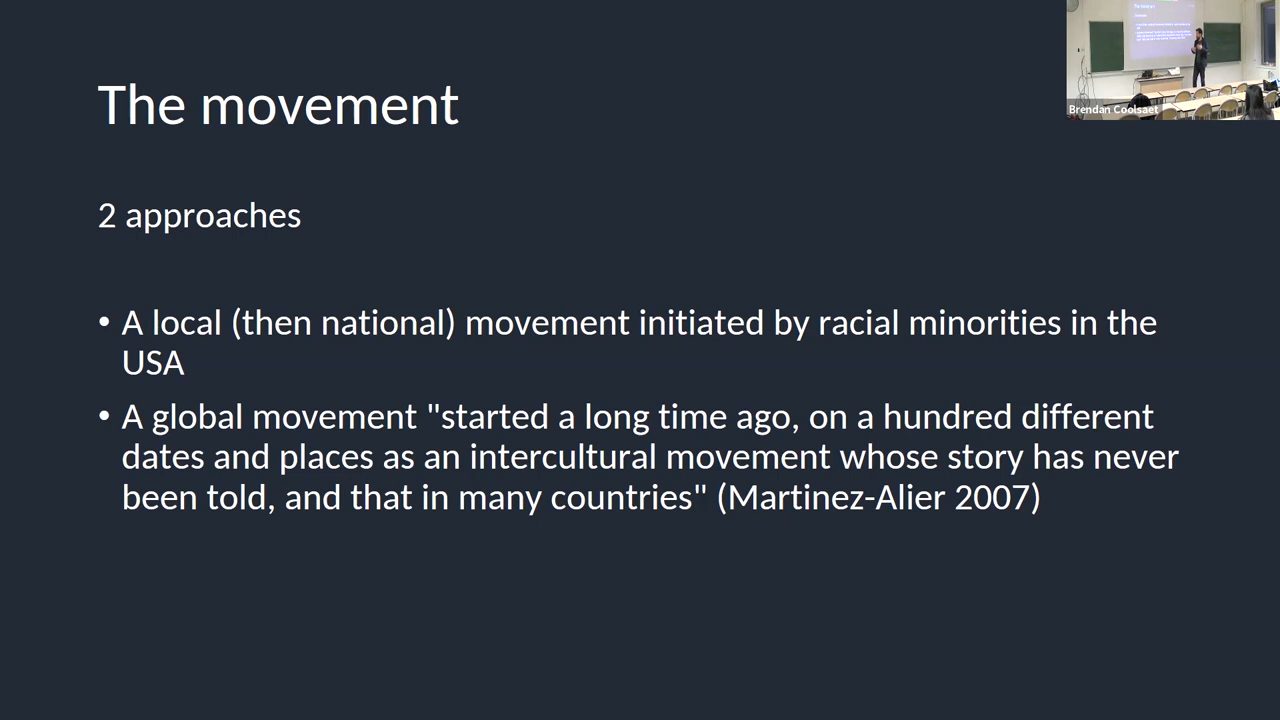 The movement
Brendan Coolsaet
2 approaches
• A local (then national) movement initiated by racial minorities in the
USA
• A global movement "started a long time ago, on a hundred different
dates and places as an intercultural movement whose story has never
been told, and that in many countries" (Martinez-Alier 2007)